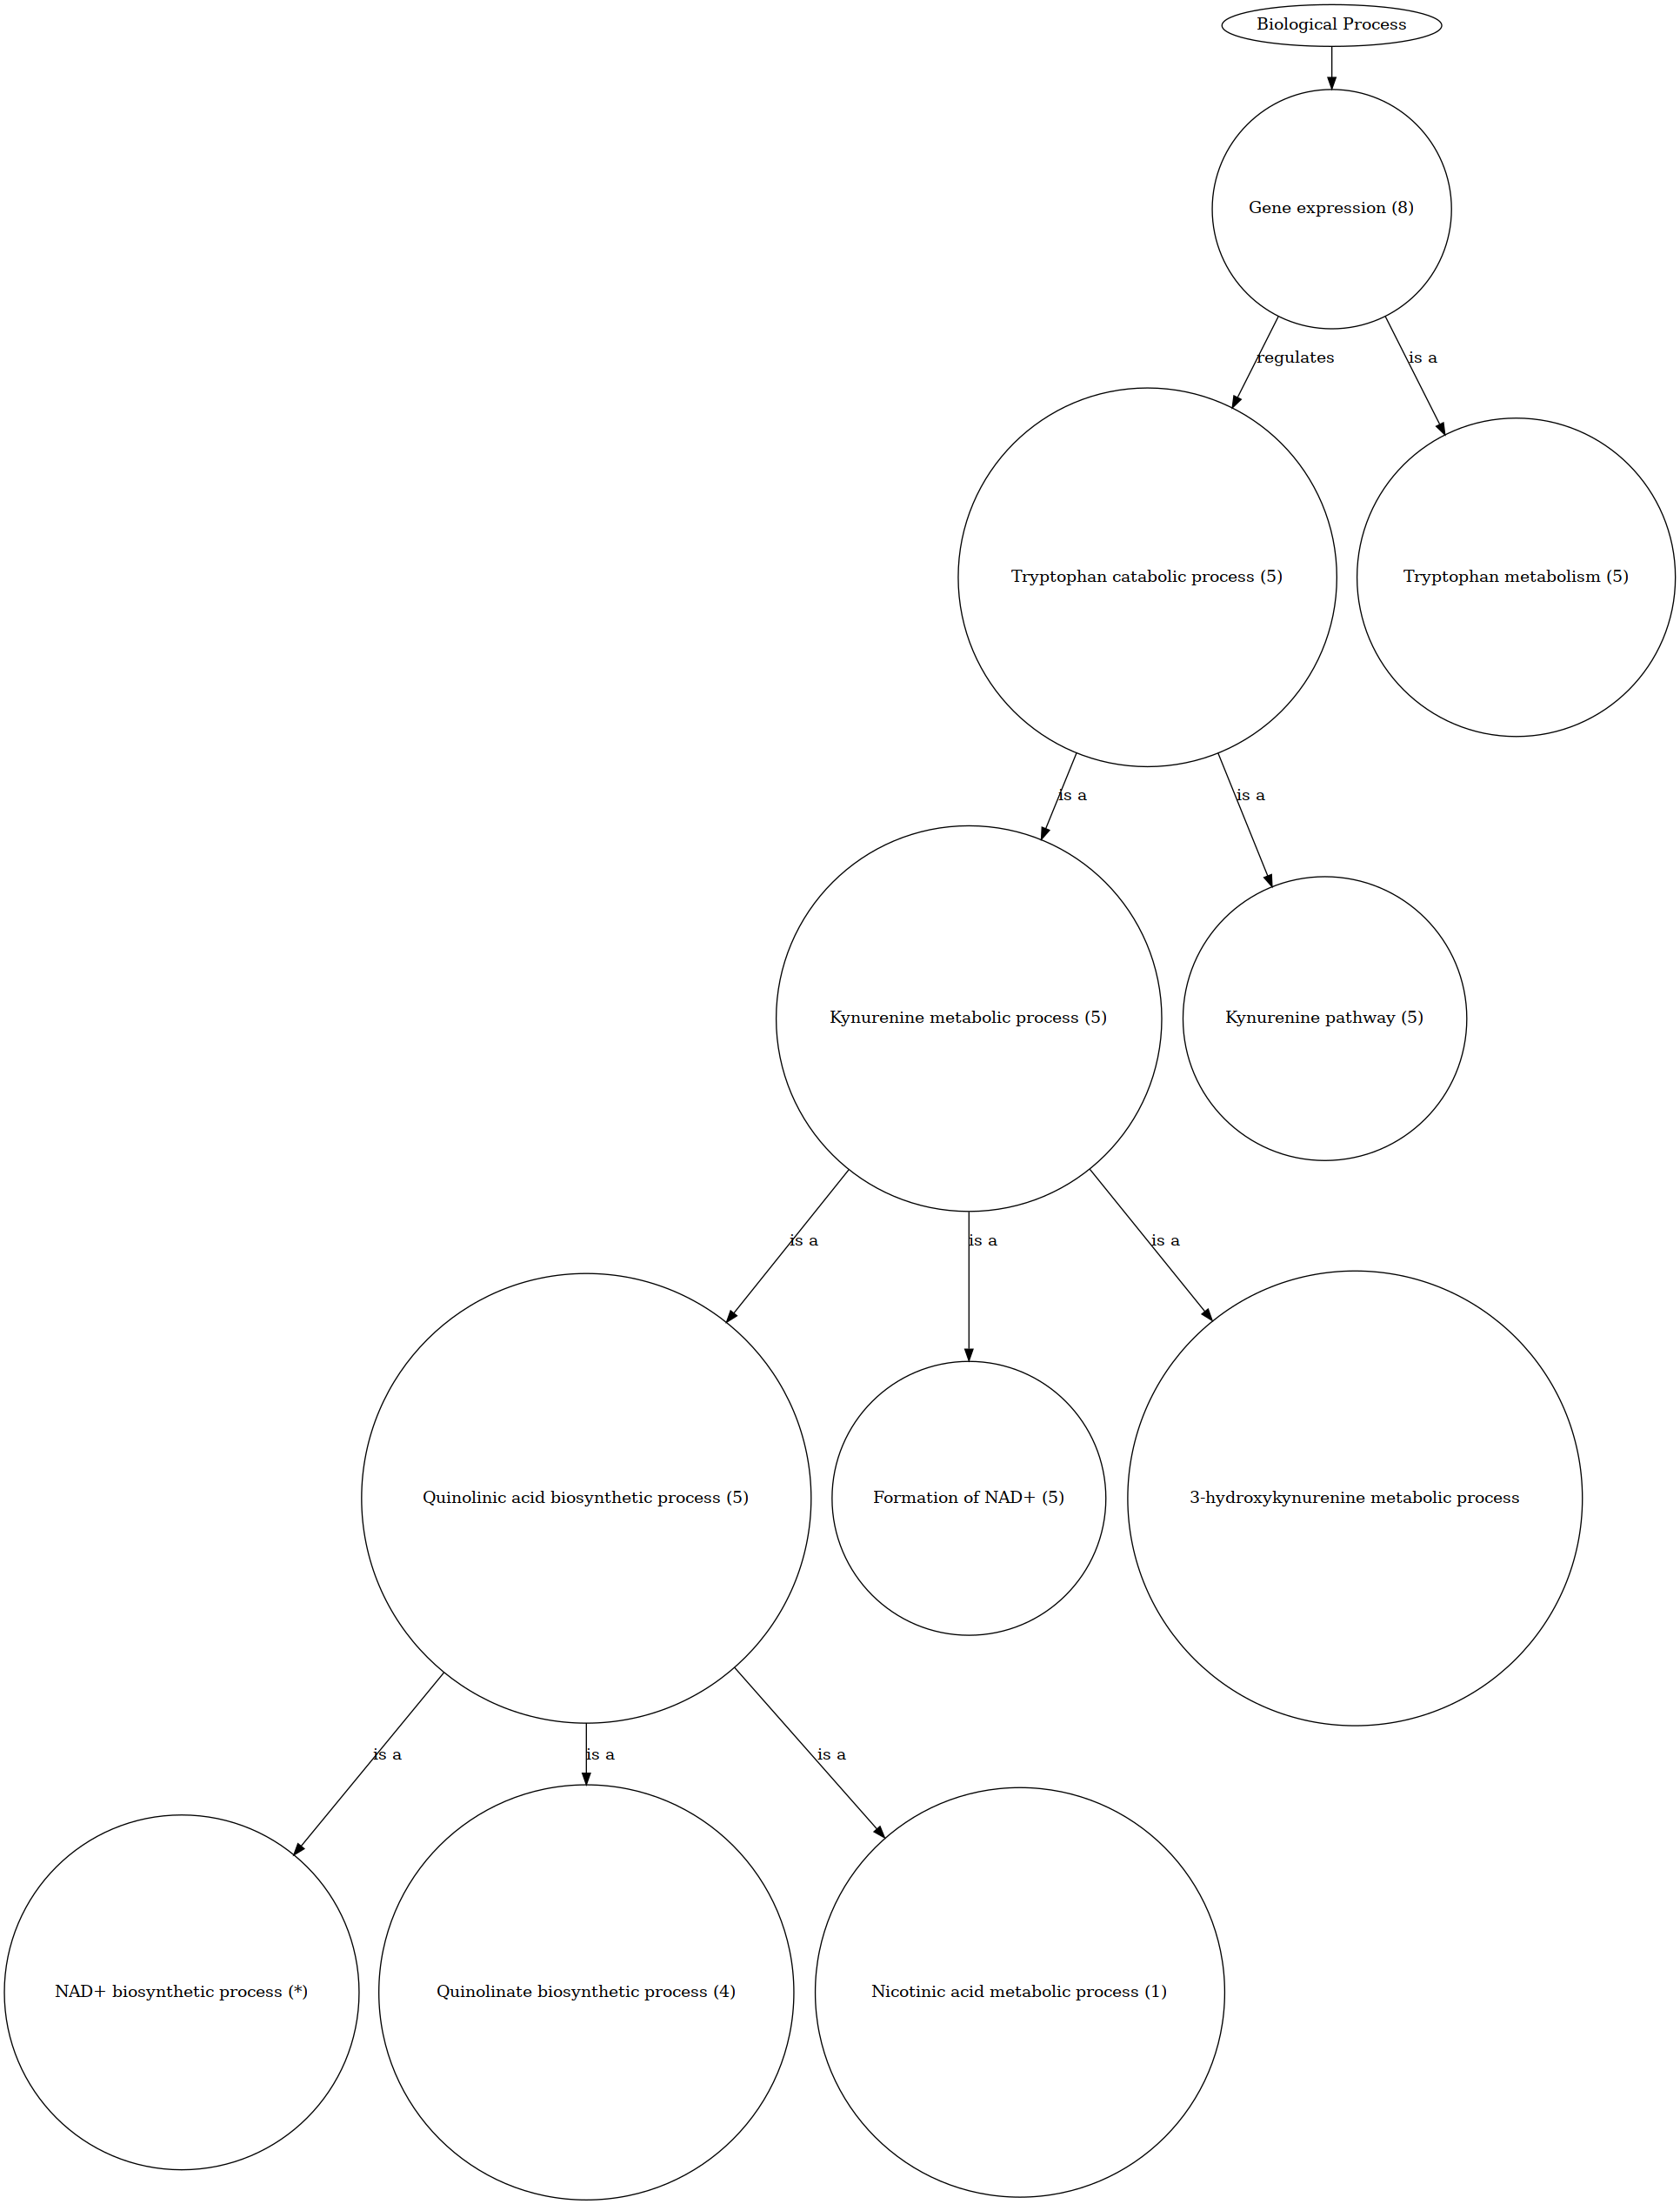 Biological Process
Gene expression (8)
regulates
is a
Tryptophan catabolic process (5)
Tryptophan metabolism (5)
is a
is a
Kynurenine metabolic process (5)
Kynurenine pathway (5)
is a
is a
is a
Quinolinic acid biosynthetic process (5)
Formation of NAD+ (5)
3-hydroxykynurenine metabolic process
is a
is a
is a
NAD+ biosynthetic process (*)
Quinolinate biosynthetic process (4)
Nicotinic acid metabolic process (1)